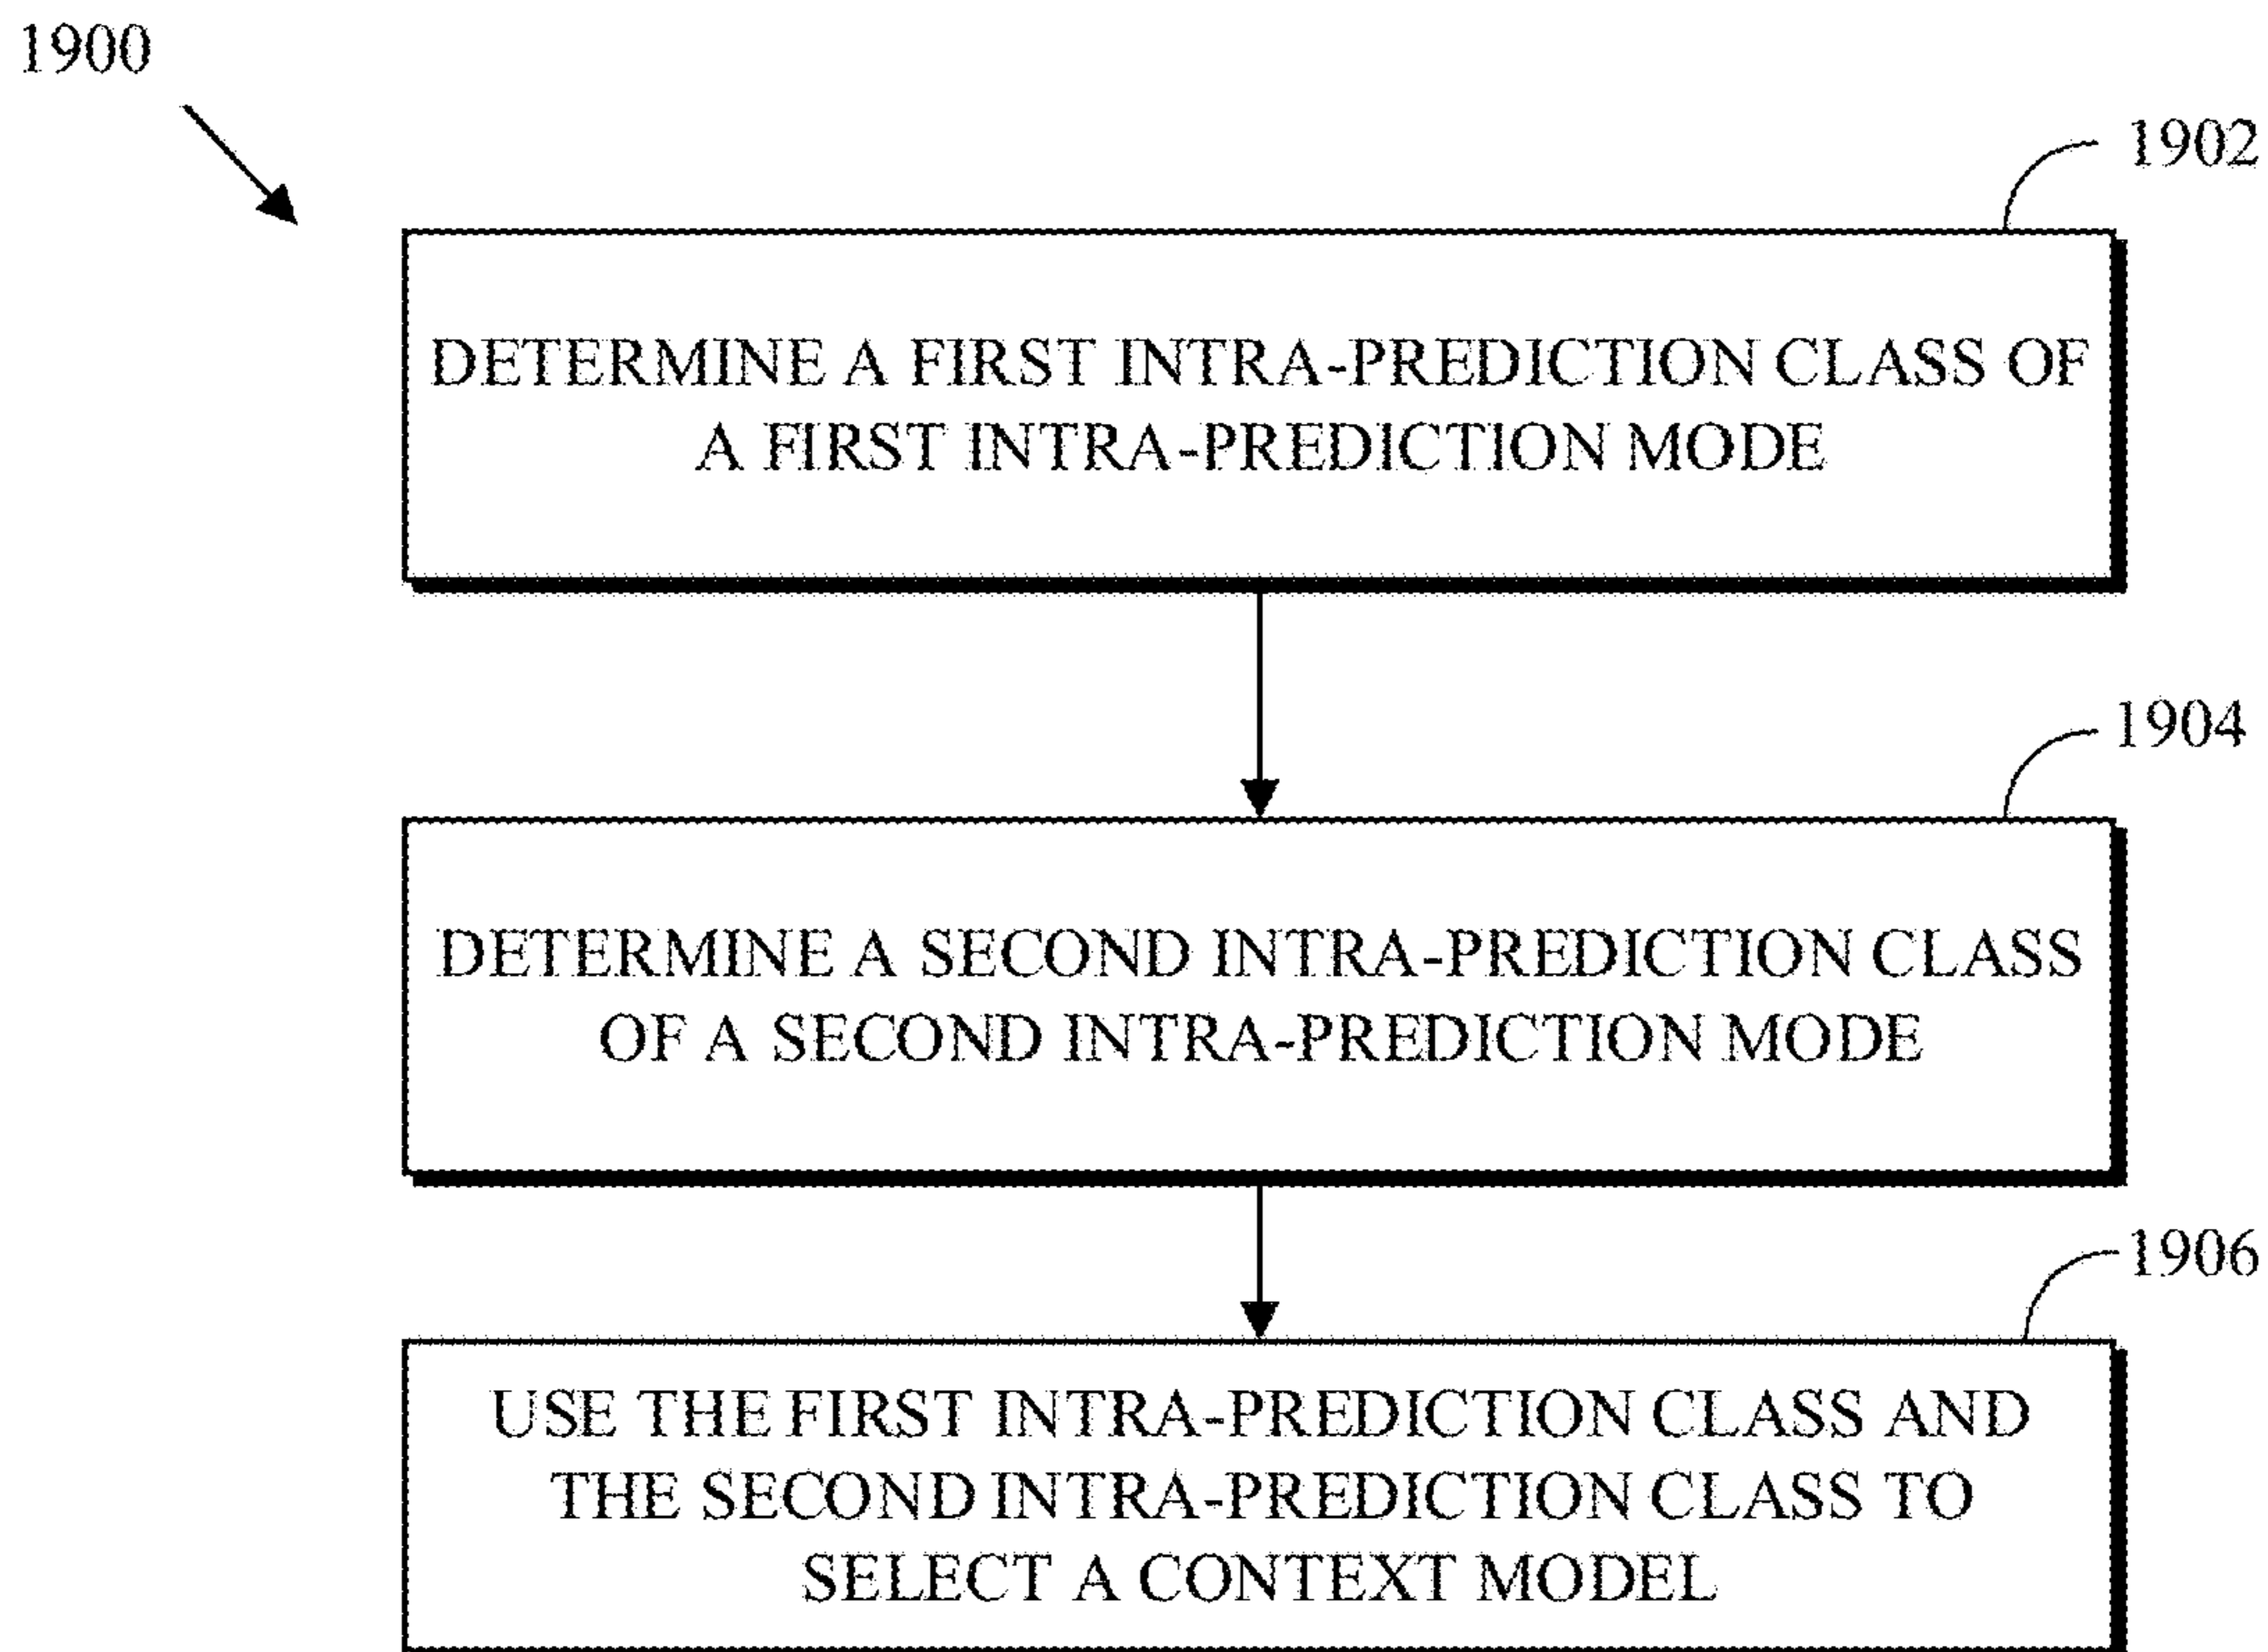 1900
1902
DETERMINE A FIRST INTRA-PREDICTION CLASS OF
A FIRST INTRA-PREDICTION MODE
1904
DETERMINE A SECOND INTRA-PREDICTION CLASS
OF A SECOND INTRA-PREDICTION MODE
1906
USE THE FIRST INTRA-PREDICTION CLASS AND
THE SECOND INTRA-PREDICTION CLASS TO
SELECT A CONTEXT MODEL